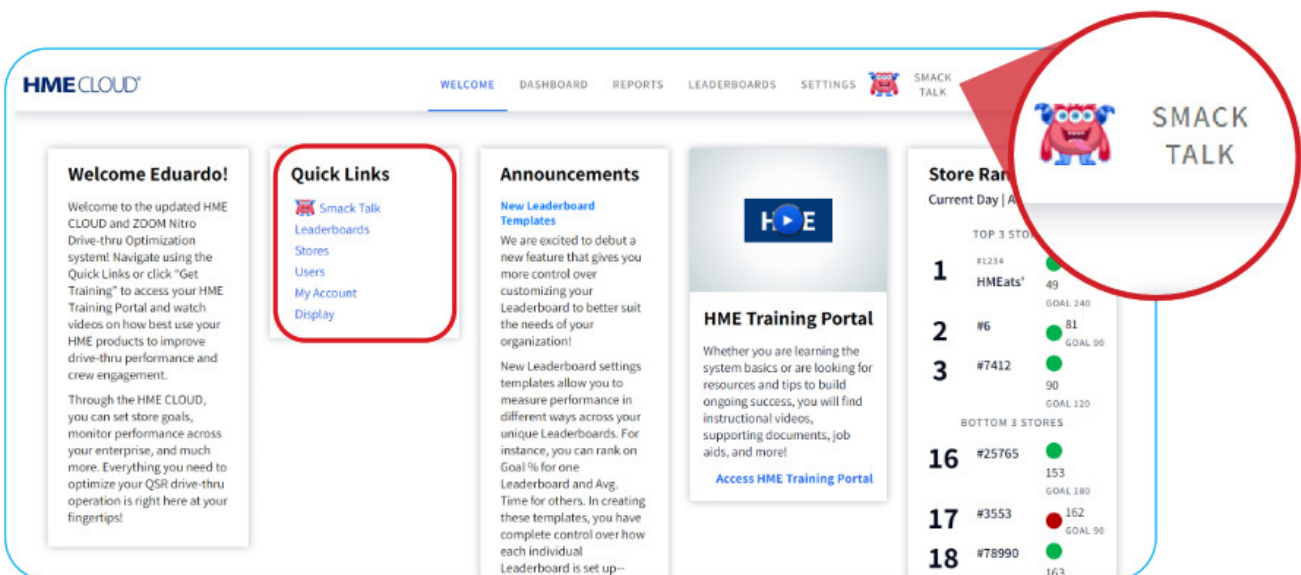 HME CLOUD®
WELCOME DASHBOARD REPORTS LEADERBOARDS SETTINGS SMACK TALK
SMACK
TALK
Welcome Eduardo!
Welcome to the updated HME
CLOUD and ZOOM Nitro
Drive-thru Optimization
system! Navigate using the
Quick Links or click "Get
Training" to access your HME
Training Portal and watch
videos on how best use your
HME products to improve
drive-thru performance and
crew engagement.
Through the HME CLOUD,
you can set store goals,
monitor performance across
your enterprise, and much
more. Everything you need to
optimize your QSR drive-thru
operation is right here at your
fingertips!
Quick Links
Smack Talk
Leaderboards
Stores
Users
My Account
Display
Announcements
New Leaderboard
Templates
We are excited to debut a
new feature that gives you
more control over
customizing your
Leaderboard to better suit
the needs of your
organization!
New Leaderboard settings
templates allow you to
measure performance in
different ways across your
unique Leaderboards. For
instance, you can rank on
Goal % for one
Leaderboard and Avg.
Time for others. In creating
these templates, you have
complete control over how
each individual
Leaderboard is set up--
HME
HME Training Portal
Whether you are learning the
system basics or are looking for
resources and tips to build
ongoing success, you will find
instructional videos,
supporting documents, job
aids, and more!
Access HME Training Portal
Store
Current Day |
TOP 3
1 #1234
HMEats' 49
GOAL 240
2 #6 81
GOAL 90
3 #7412
90
GOAL 120
BOTTOM 3 STORES
16 #25765
153
GOAL 180
17 #3553 162
GOAL 90
18 #78990
163